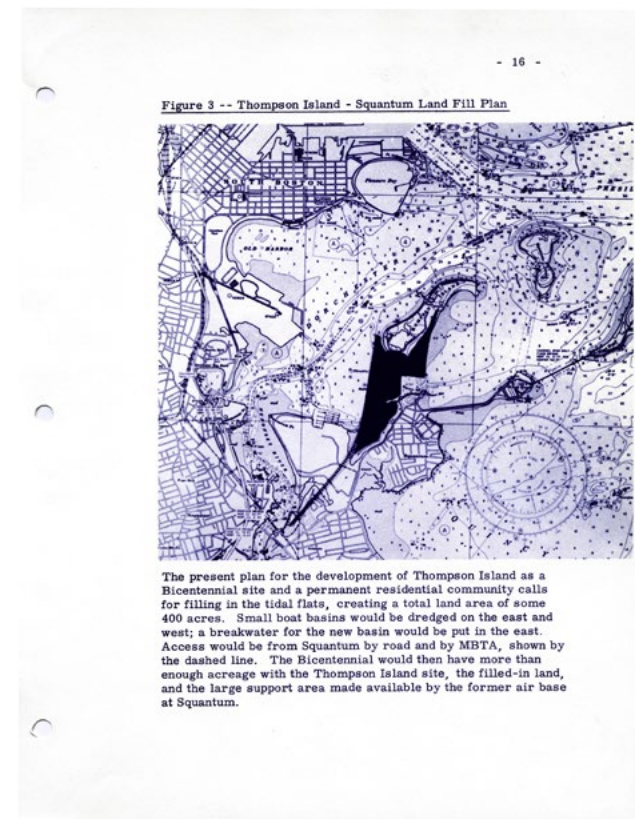 - 16 -
Figure 3 -- Thompson Island - Squantum Land Fill Plan
SOUTH BOSTON
Pleasure Bay
OLD HARBOR
The present plan for the development of Thompson Island as a
Bicentennial site and a permanent residential community calls
for filling in the tidal flats, creating a total land area of some
400 acres. Small boat basins would be dredged on the east and
west; a breakwater for the new basin would be put in the east.
Access would be from Squantum by road and by MBTA, shown by
the dashed line. The Bicentennial would then have more than
enough acreage with the Thompson Island site, the filled-in land,
and the large support area made available by the former air base
at Squantum.